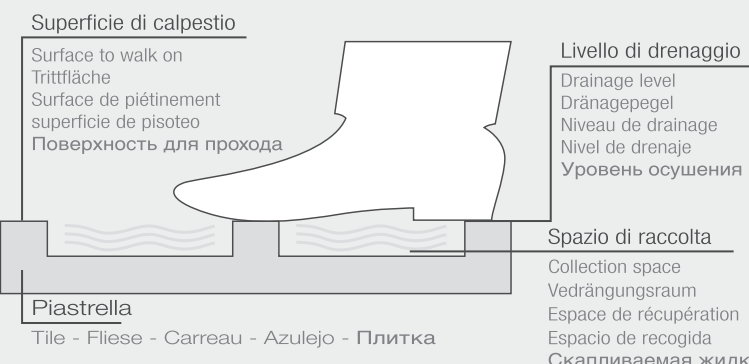 Superficie di calpestio
Surface to walk on
Trittfläche
Surface de piétinement
superficie de pisoteo
Поверхность для прохода
Livello di drenaggio
Drainage level
Dränagepegel
Niveau de drainage
Nivel de drenaje
Уровень осушения
Spazio di raccolta
Collection space
Vedrängungsraum
Espace de récupération
Espacio de recogida
Скапливаемая
Piastrella
Tile - Fliese - Carreau - Azulejo - Плитка